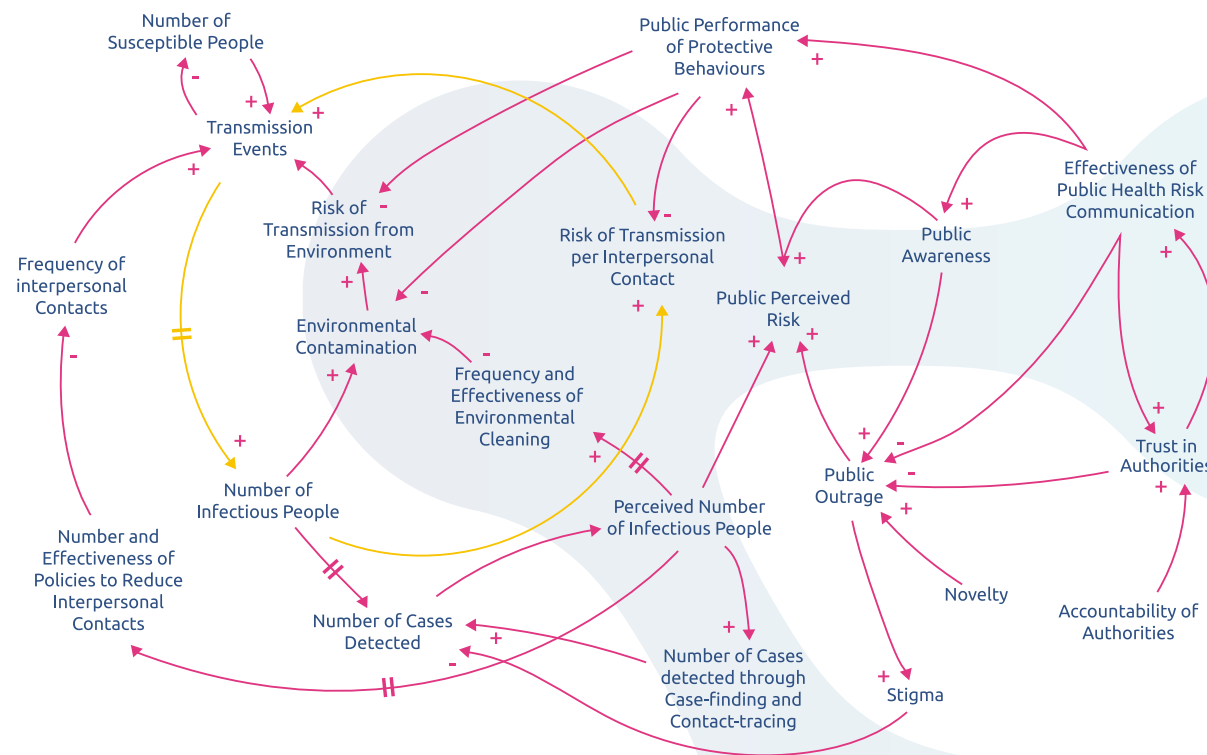 Number of
Susceptible People
Transmission
Events
Public Performance
of Protective
Behaviours
Effectiveness of
Public Health Risk
Communication
Risk of
Transmission from
Environment
Risk of Transmission
per Interpersonal
Contact
Public
Awareness
Frequency of
interpersonal
Contacts
Public Perceived
Risk
Environmental
Contamination
Frequency and
Effectiveness of
Environmental
Cleaning
Trust in
Authorities
Public
Outrage
Number of
Infectious People
Perceived Number
of Infectious People
Number and
Effectiveness of
Policies to Reduce
Interpersonal
Contacts
Novelty
Accountability of
Authorities
Number of Cases
Detected
Number of Cases
detected through
Case-finding and
Contact-tracing
Stigma